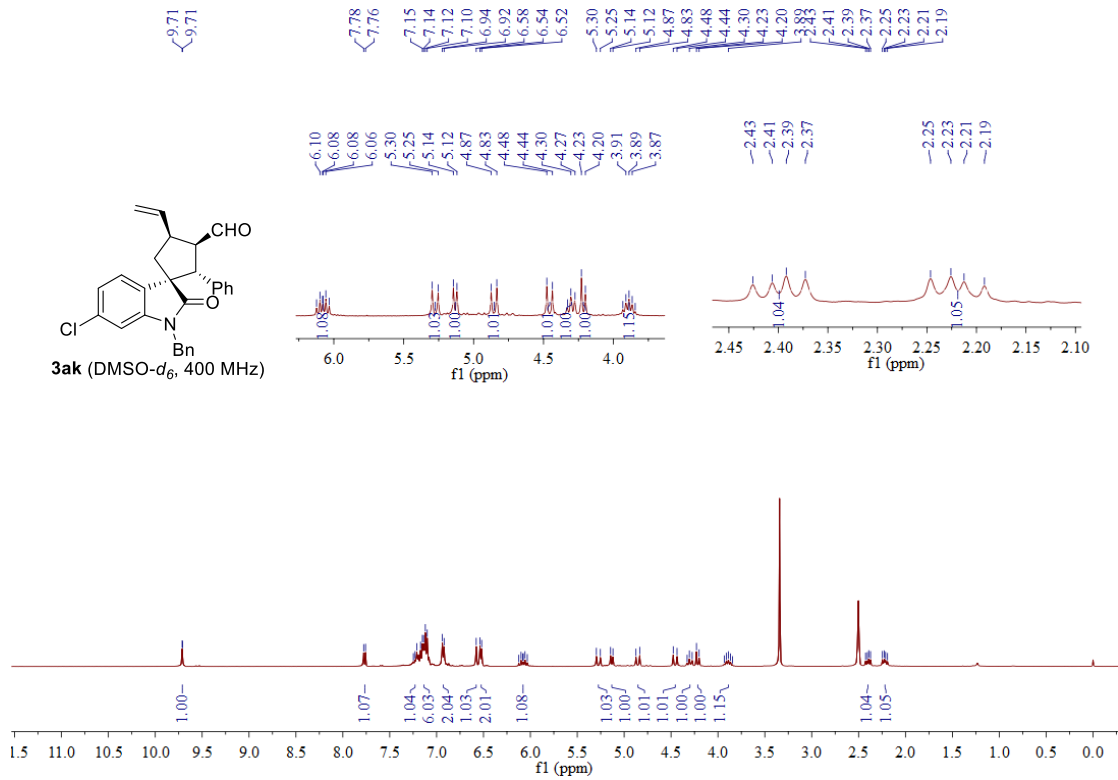 9.71 9.71 7.78 7.76 7.15 7.14 7.12 7.10 6.94 6.92 6.58 6.54 6.52 5.30 5.25 5.14 5.12 4.87 4.83 4.48 4.44 4.30 4.23 4.20 3.89 2.43 2.41 2.39 2.37 2.25 2.23 2.21 2.19
6.10 6.08 6.08 6.06 5.30 5.25 5.14 5.12 4.87 4.83 4.48 4.44 4.30 4.27 4.23 4.20 3.91 3.89 3.87
2.43 2.41 2.39 2.37 2.25 2.23 2.21 2.19
CHO
Ph
O
Cl
N
Bn
3ak (DMSO-d6, 400 MHz)
1.08 1.03 1.00 1.01 1.01 1.00 1.00 1.15
6.0 5.5 5.0 4.5 4.0
f1 (ppm)
1.04 1.05
2.45 2.40 2.35 2.30 2.25 2.20 2.15 2.10
f1 (ppm)
1.00 1.07 1.04 6.03 2.04 1.03 2.01 1.08 1.03 1.00 1.01 1.01 1.00 1.00 1.15 1.04 1.05
1.5 11.0 10.5 10.0 9.5 9.0 8.5 8.0 7.5 7.0 6.5 6.0 5.5 5.0 4.5 4.0 3.5 3.0 2.5 2.0 1.5 1.0 0.5 0.0
f1 (ppm)